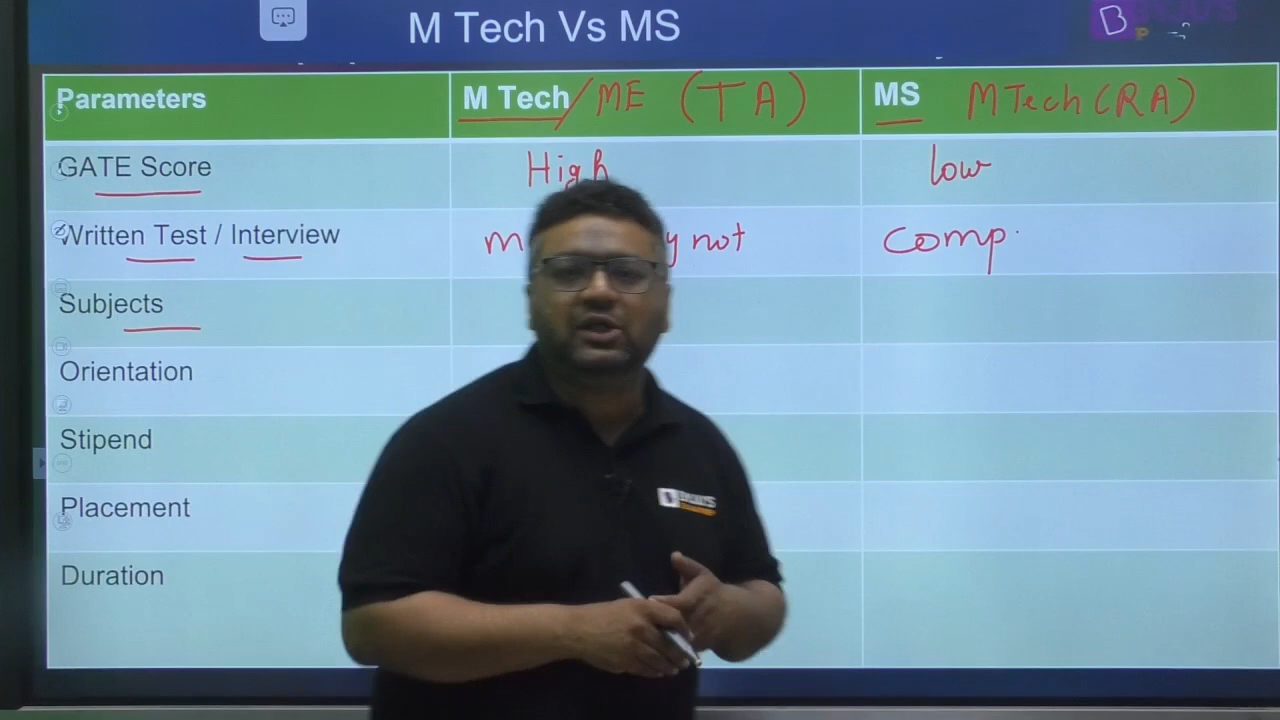 M Tech Vs MS
Parameters M Tech/ME (TA) MS MTech(RA)
GATE Score High low
Written Test / Interview y not comp.
Subjects
Orientation
Stipend
Placement
Duration